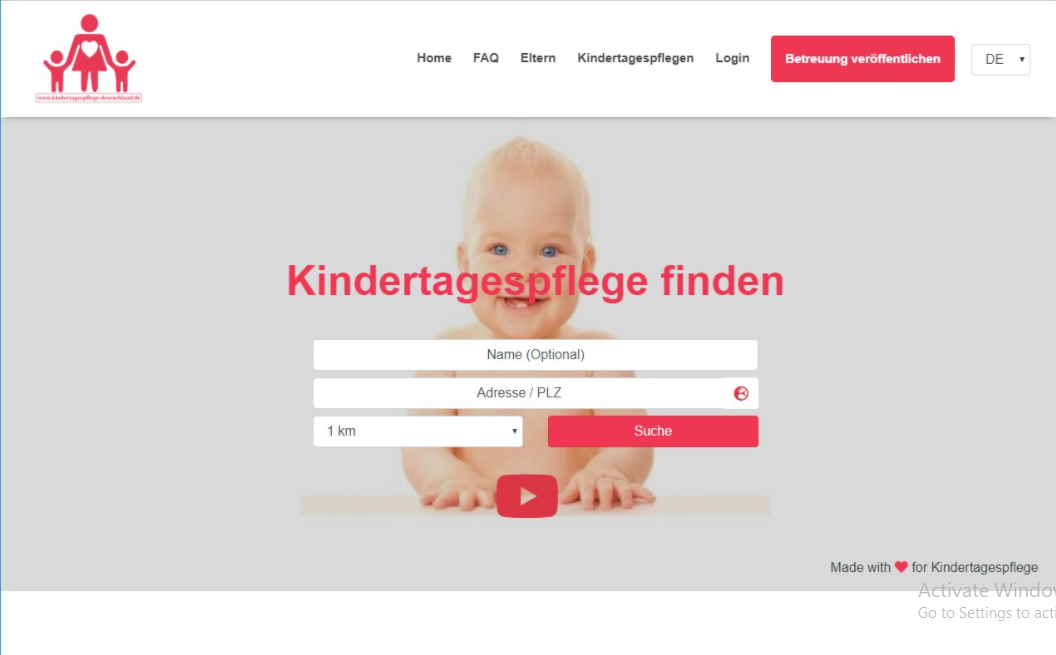 www.kindertagespflege-deutschland.de
Home FAQ Eltern Kindertagespflegen Login Betreuung veröffentlichen DE
Kindertagespflege finden
Name (Optional)
Adresse / PLZ
1 km Suche
Made with ❤ for Kindertagespflege
Activate Window
Go to Settings to acti